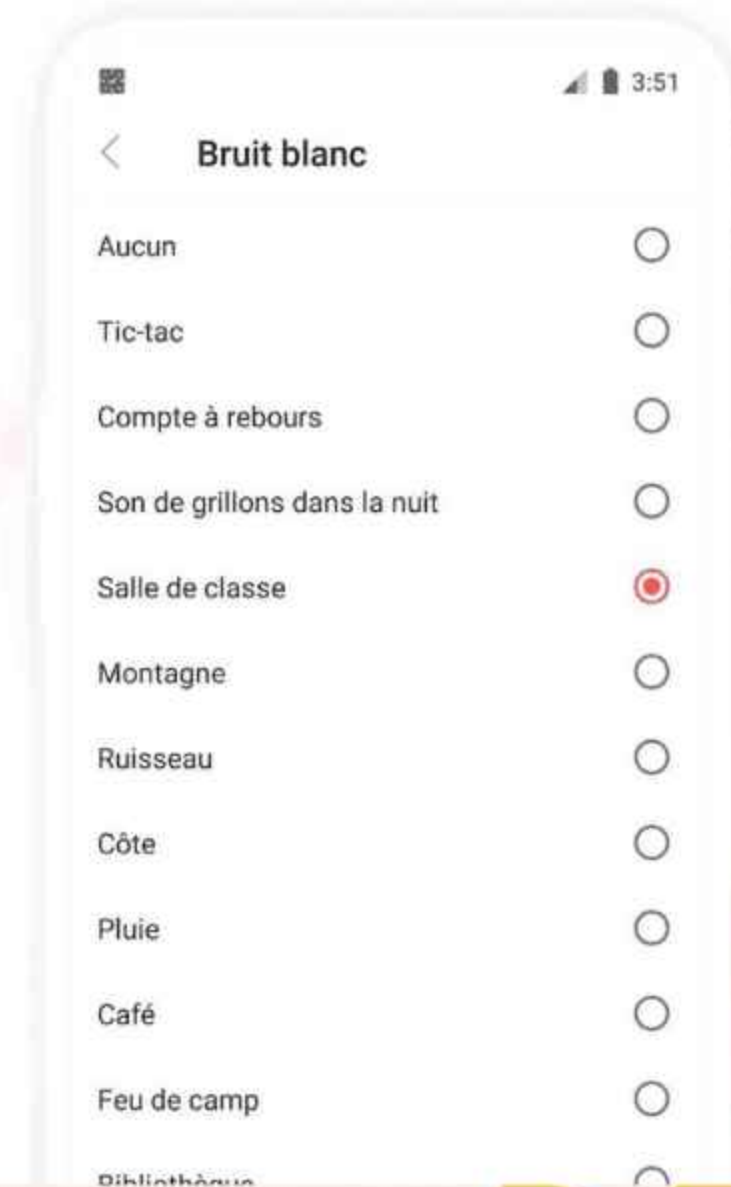 3:51
Bruit blanc
Aucun
Tic-tac
Compte à rebours
Son de grillons dans la nuit
Salle de classe
Montagne
Ruisseau
Côte
Pluie
Café
Feu de camp
Bibliothèque